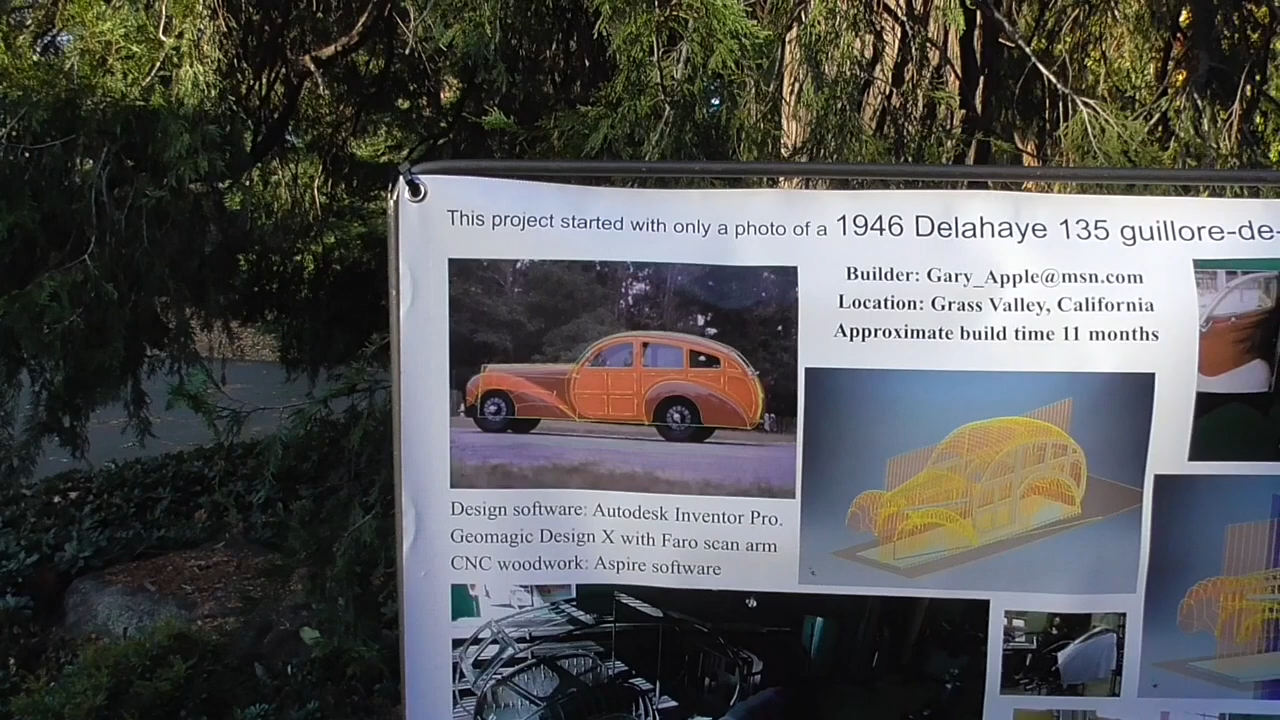 This project started with only a photo of a 1946 Delahaye 135 guillore-de-
Builder: Gary_Apple@msn.com
Location: Grass Valley, California
Approximate build time 11 months
Design software: Autodesk Inventor Pro.
Geomagic Design X with Faro scan arm
CNC woodwork: Aspire software